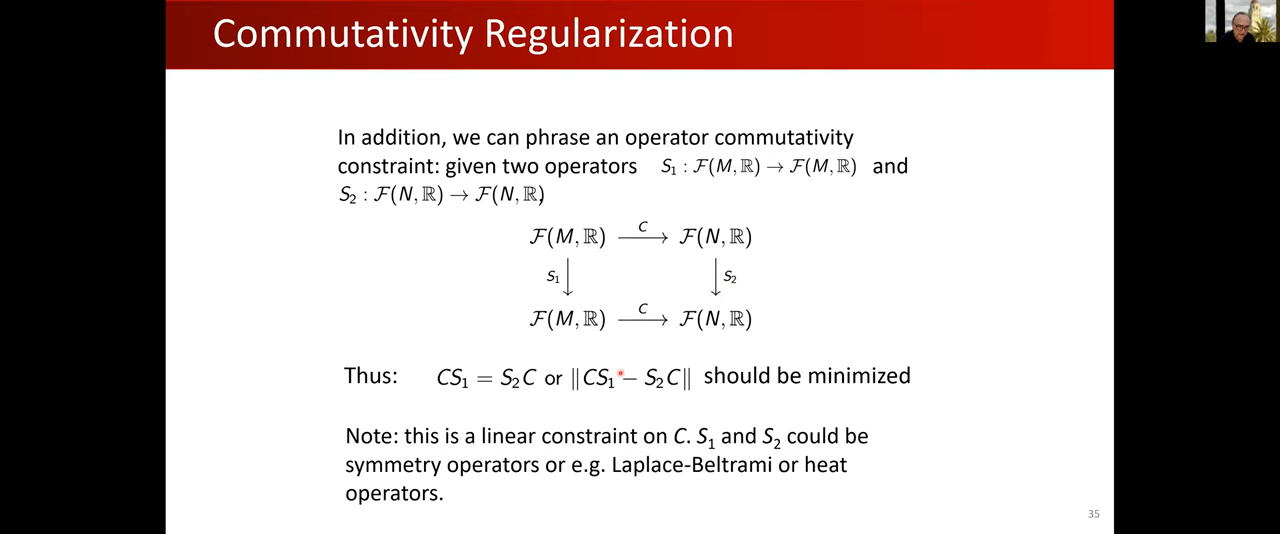 Commutativity Regularization
In addition, we can phrase an operator commutativity
constraint: given two operators S₁ : ℱ(M, ℝ) → ℱ(M, ℝ) and
S₂ : ℱ(N, ℝ) → ℱ(N, ℝ),
ℱ(M, ℝ) C→ ℱ(N, ℝ)
S₁↓ ↓S₂
ℱ(M, ℝ) C→ ℱ(N, ℝ)
Thus: CS₁ = S₂C or ‖CS₁ − S₂C‖ should be minimized
Note: this is a linear constraint on C. S₁ and S₂ could be
symmetry operators or e.g. Laplace-Beltrami or heat
operators.
35